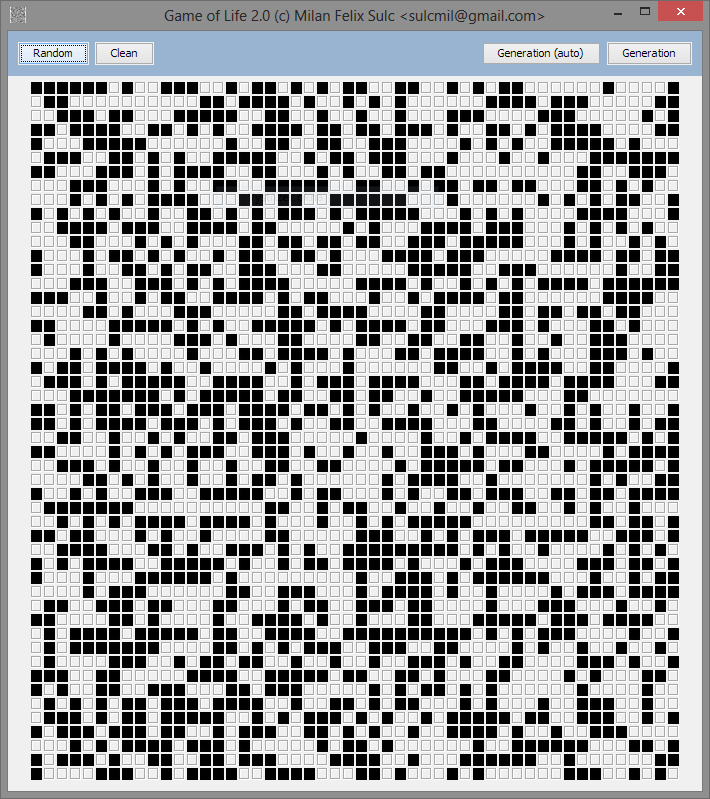 Game of Life 2.0 (c) Milan Felix Sulc <sulcmil@gmail.com>
Random Clean Generation (auto) Generation